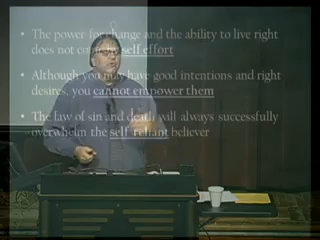 • The power for change and the ability to live right
does not come by self effort
• Although you may have good intentions and right
desires, you cannot empower them
• The law of sin and death will always successfully
overwhelm the self reliant believer